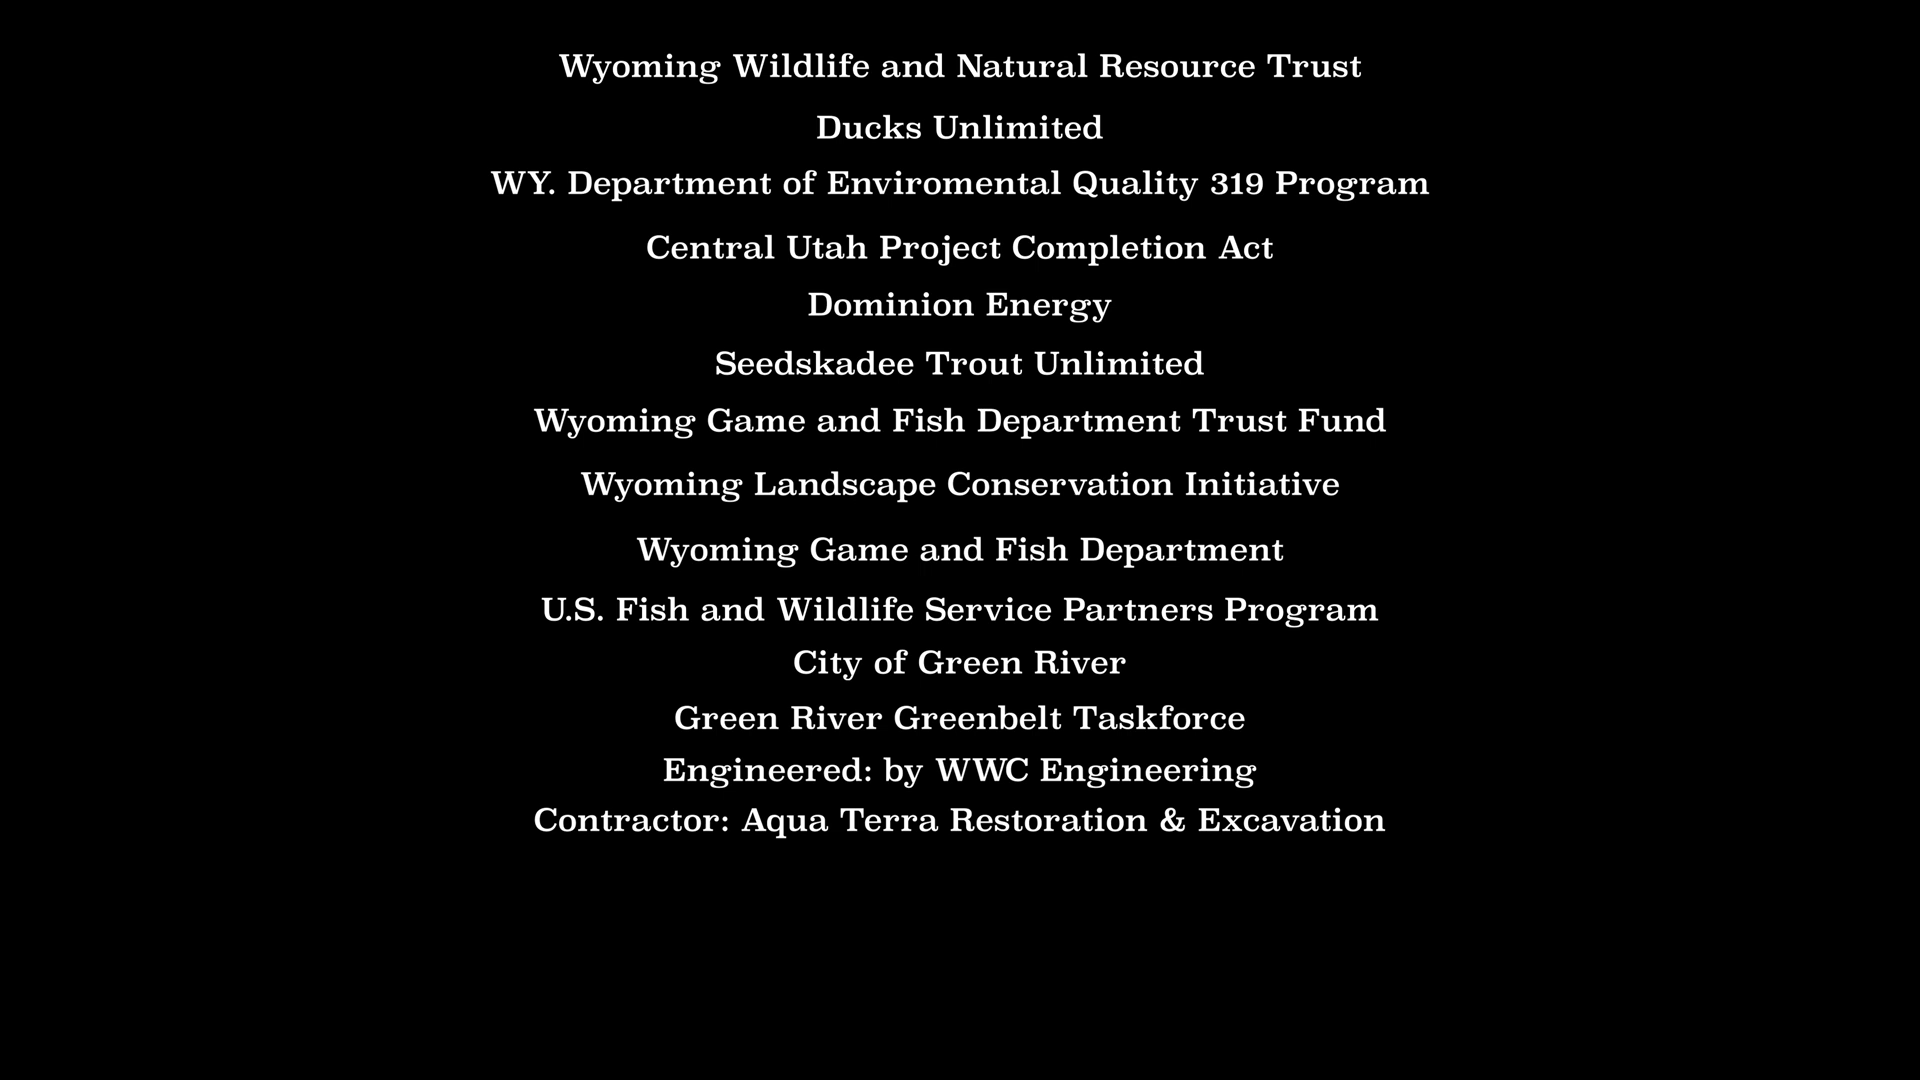 Wyoming Wildlife and Natural Resource Trust
Ducks Unlimited
WY. Department of Enviromental Quality 319 Program
Central Utah Project Completion Act
Dominion Energy
Seedskadee Trout Unlimited
Wyoming Game and Fish Department Trust Fund
Wyoming Landscape Conservation Initiative
Wyoming Game and Fish Department
U.S. Fish and Wildlife Service Partners Program
City of Green River
Green River Greenbelt Taskforce
Engineered: by WWC Engineering
Contractor: Aqua Terra Restoration & Excavation